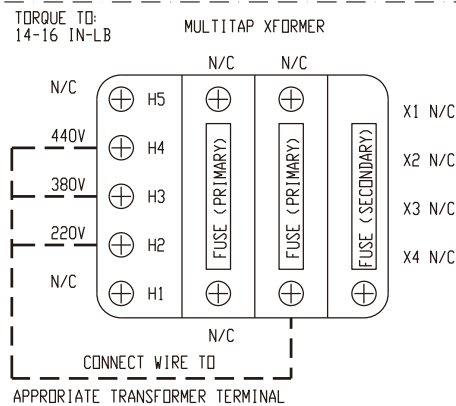 TORQUE TO:
14-16 IN-LB
MULTITAP XFORMER
N/C N/C
N/C
H5
X1 N/C
440V
H4
X2 N/C
380V
H3
X3 N/C
220V
H2
X4 N/C
N/C
H1
FUSE (PRIMARY)
FUSE (PRIMARY)
FUSE (SECONDARY)
N/C
CONNECT WIRE TO
APPRORIATE TRANSFORMER TERMINAL